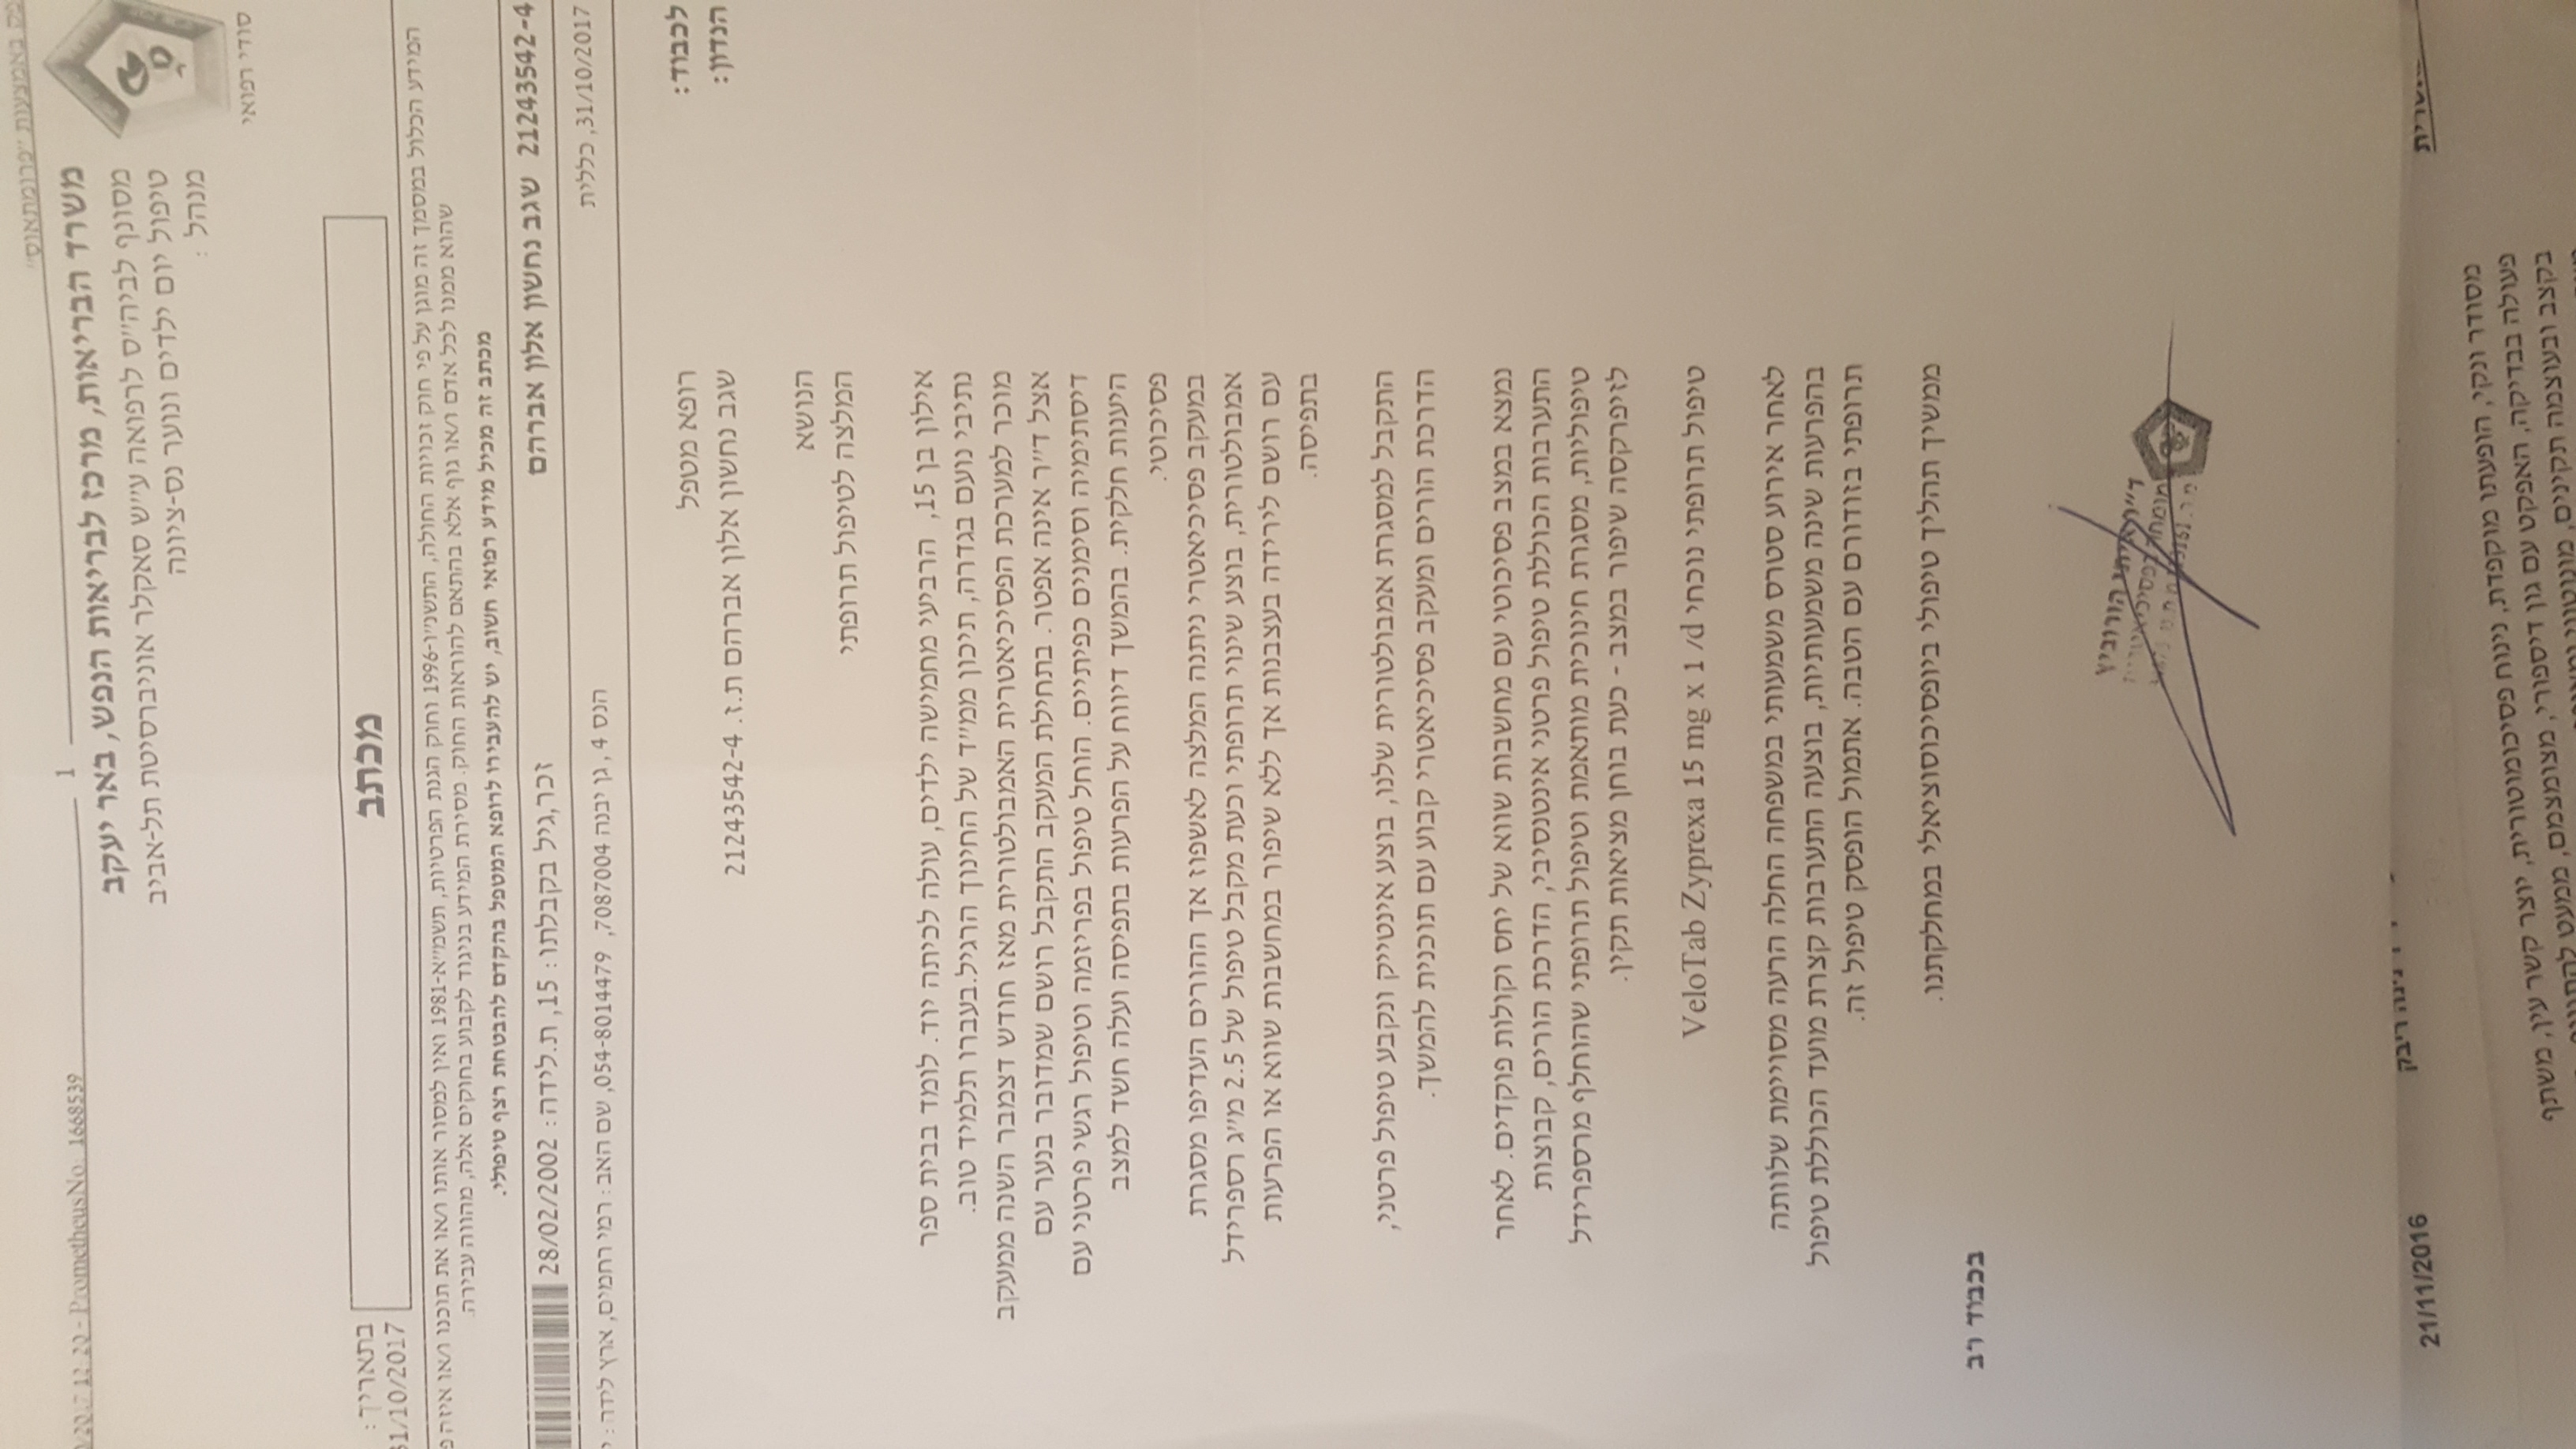 פק באמצעות ״פרומתאוס״
20:12 2017/ - PrometheusNo: 1668539
1
משרד הבריאות, מרכז לבריאות הנפש, באר יעקב
מסונף לביה״ס לרפואה ע״ש סאקלר אוניברסיטת תל-אביב
טיפול יום ילדים ונוער נס-ציונה
מנהל :
סודי רפואי
מכתב
בתאריך :
31/10/2017
המידע הכלול במסמך זה מוגן על פי חוק זכויות החולה, התשנ״ו-1996 וחוק הגנת הפרטיות, תשמ״א-1981 ואין למסור אותו ו/או את תוכנו ו/או איזה
שהוא ממנו לכל אדם ו/או גוף אלא בהתאם להוראות החוק. מסירת המידע בניגוד לקבוע בחוקים אלה, מהווה עבירה.
מכתב זה מכיל מידע רפואי חשוב, יש להעבירו לרופא המטפל בהקדם להבטחת רצף טיפולי.
21243542-4 שגב נחשון אלון אברהם זכר,גיל בקבלתו: 15, ת.לידה: 28/02/2002
31/10/2017, כללית הנס 4 , גן יבנה 7087004, 054-8014479, שם האב: רמי רחמים, ארץ לידה: י
לכבוד: רופא מטפל
הנדון: שגב נחשון אלון אברהם ת.ז. 21243542-4
הנושא
המלצה לטיפול תרופתי
אילון בן 15, הרביעי מחמישה ילדים, עולה לכיתה יוד. לומד בבית ספר
נתיבי נועם בגדרה, תיכון ממ״ד של החינוך הרגיל.בעברו תלמיד טוב.
מוכר למערכת הפסיכיאטרית האמבולטורית מאז חודש דצמבר השנה ממעקב
אצל ד״ר אינה אפטר. בתחילת המעקב התקבל רושם שמדובר בנער עם
דיסתימיה וסימנים כפיתיים. הוחל טיפול בפריזמה וטיפול רגשי פרטני עם
היענות חלקית. בהמשך דיווח על הפרעות בתפיסה ועלה חשד למצב
פסיכוטי.
במעקב פסיכיאטרי ניתנה המלצה לאשפוז אך ההורים העדיפו מסגרת
אמבולטורית, בוצע שינוי תרופתי וכעת מקבל טיפול של 2.5 מ״ג רספרידל
עם רושם לירידה בעצבנות אך ללא שיפור במחשבות שווא או הפרעות
בתפיסה.
התקבל למסגרת אמבולטורית שלנו, בוצע אינטייק ונקבע טיפול פרטני,
הדרכת הורים ומעקב פסיכיאטרי קבוע עם תוכנית להמשך.
נמצא במצב פסיכוטי עם מחשבות שווא של יחס וקולות פוקדים. לאחר
התערבות הכוללת טיפול פרטני אינטנסיבי, הדרכת הורים, קבוצות
טיפוליות, מסגרת חינוכית מותאמת וטיפול תרופתי שהוחלף מרספרידל
לזיפרקסה שיפור במצב - כעת בוחן מציאות תקין.
טיפול תרופתי נוכחי VeloTab Zyprexa 15 mg x 1 /d
לאחר אירוע סטרס משמעותי במשפחה החלה הרעה מסויימת שלוותה
בהפרעות שינה משמעותיות, בוצעה התערבות קצרת מועד הכוללת טיפול
תרופתי בזודורם עם הטבה. אתמול הופסק טיפול זה.
ממשיך תהליך טיפולי ביופסיכוסוציאלי במחלקתנו.
בכבוד רב
ד״ר איתי הורוביץ
מומחה בפסיכיאטריה
21/11/2016
נינה ריבק
מסודר ונקי, הופעתו מוקפדת, נינוח פסיכומוטורית, יוצר קשר עין, משתף
פעולה בבדיקה, האפקט עם גון דיספורי, מצומצם, ממעט
בקצב ובעוצמה תקינים, מונוטוני